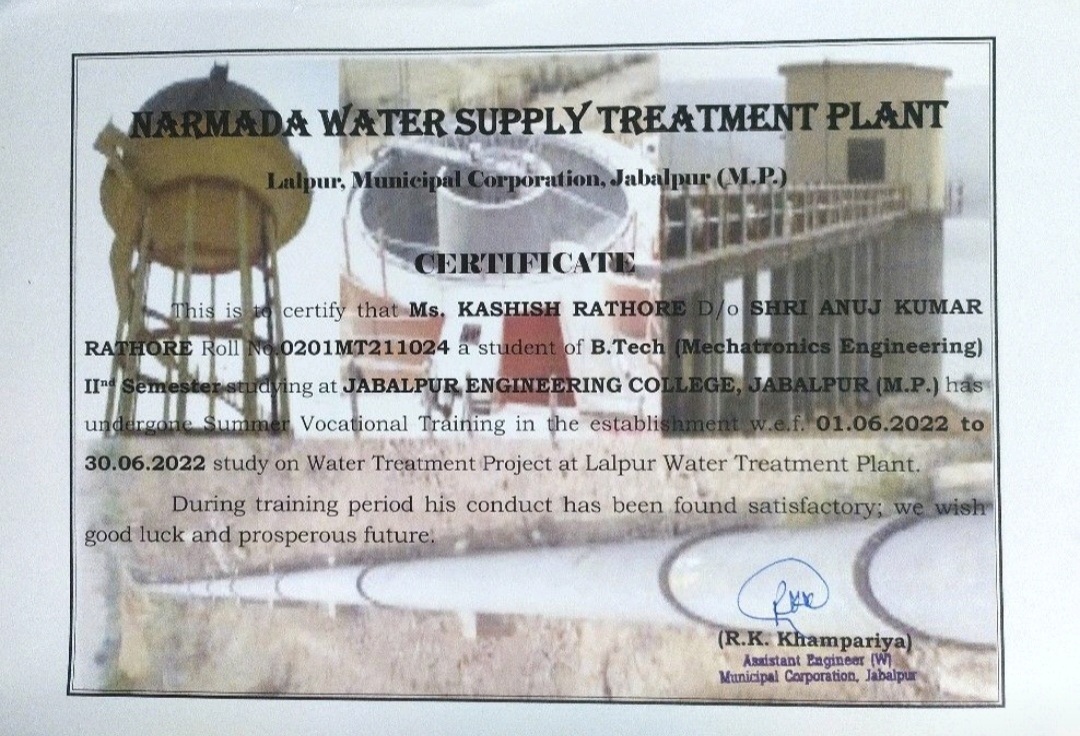 NARMADA WATER SUPPLY TREATMENT PLANT
Lalpur, Municipal Corporation, Jabalpur (M.P.)
CERTIFICATE
This is to certify that Ms. KASHISH RATHORE D/o SHRI ANUJ KUMAR
RATHORE Roll No.0201MT211024 a student of B.Tech (Mechatronics Engineering)
IInd Semester studying at JABALPUR ENGINEERING COLLEGE, JABALPUR (M.P.) has
undergone Summer Vocational Training in the establishment w.e.f. 01.06.2022 to
30.06.2022 study on Water Treatment Project at Lalpur Water Treatment Plant.
During training period his conduct has been found satisfactory; we wish
good luck and prosperous future.
(R.K. Khampariya)
Assistant Engineer (W)
Municipal Corporation, Jabalpur